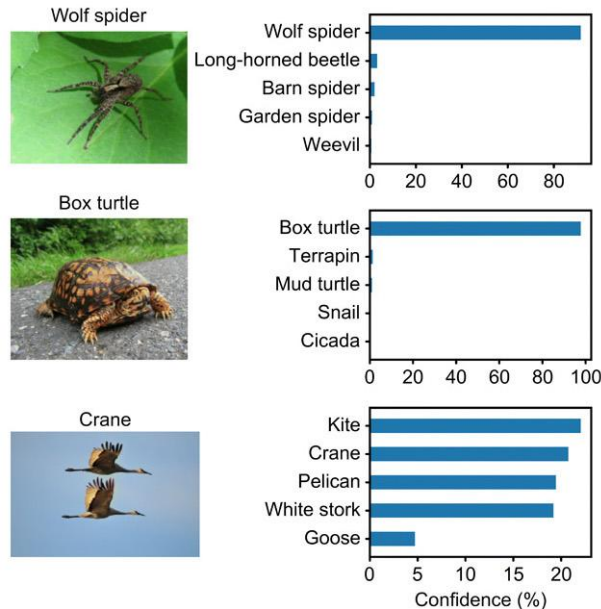 Wolf spider
Wolf spider
Long-horned beetle
Barn spider
Garden spider
Weevil
0 20 40 60 80
Box turtle
Box turtle
Terrapin
Mud turtle
Snail
Cicada
0 20 40 60 80 100
Crane
Kite
Crane
Pelican
White stork
Goose
0 5 10 15 20
Confidence (%)